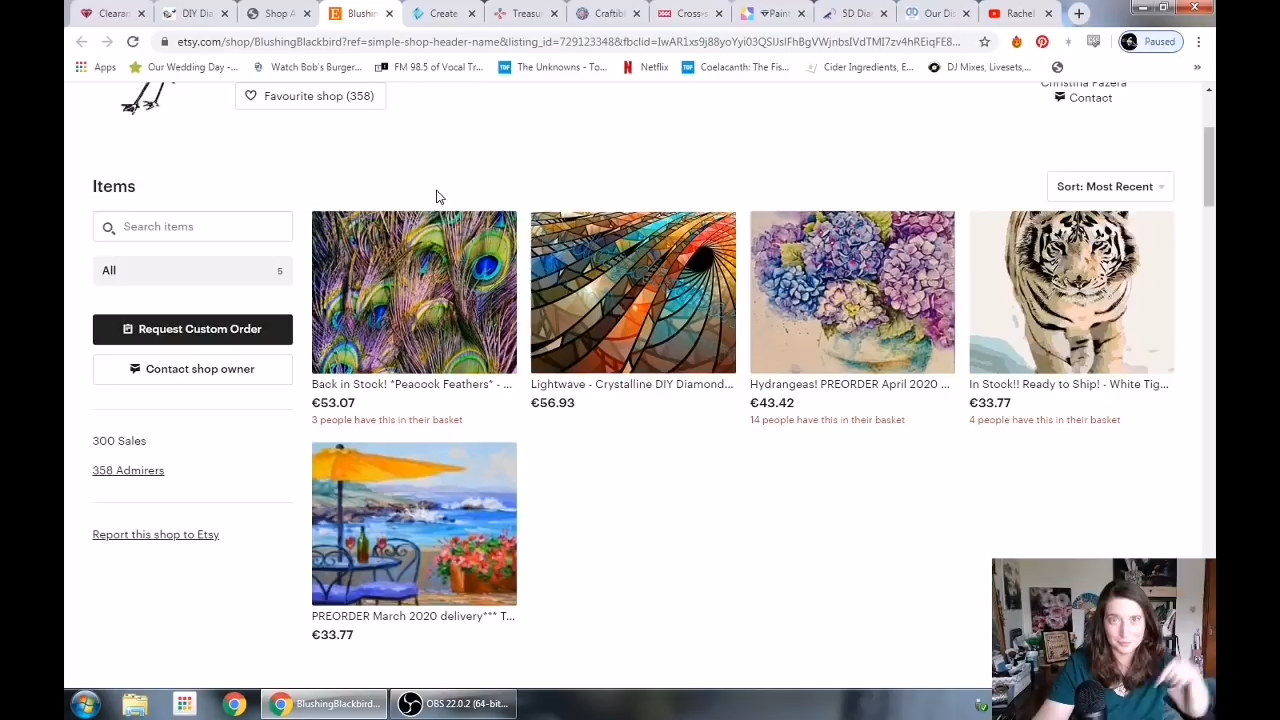 Clearan
DIY Dia
Shop
Blushin
Create
Treasur
Craftibl
Cross-s
Paint
5D Diar
Our Dis
Rachel
etsy.com/shop/BlushingBlackbird?ref=simple-shop-header-name&listing_id=729123348&fbclid=IwAR1xs9j88yoYyi03QSIJsIFhBgVWjnbsIVdTMI7zv4hREiqFE8...
Paused
Apps
Our Wedding Day -...
Watch Bob's Burger...
FM 98.5 of Vocal Tr...
The Unknowns - To...
Netflix
Coelacanth: The Fis...
Cider Ingredients, E...
DJ Mixes, Livesets,...
»
Favourite shop (358)
Christina Pazera
Contact
Items
Sort: Most Recent
Search items
All 5
Request Custom Order
Contact shop owner
300 Sales
358 Admirers
Report this shop to Etsy
Back in Stock! *Peacock Feathers* - ...
€53.07
3 people have this in their basket
Lightwave - Crystalline DIY Diamond...
€56.93
Hydrangeas! PREORDER April 2020 ...
€43.42
14 people have this in their basket
In Stock!! Ready to Ship! - White Tig...
€33.77
4 people have this in their basket
PREORDER March 2020 delivery*** T...
€33.77
BlushingBlackbird...
OBS 22.0.2 (64-bit...